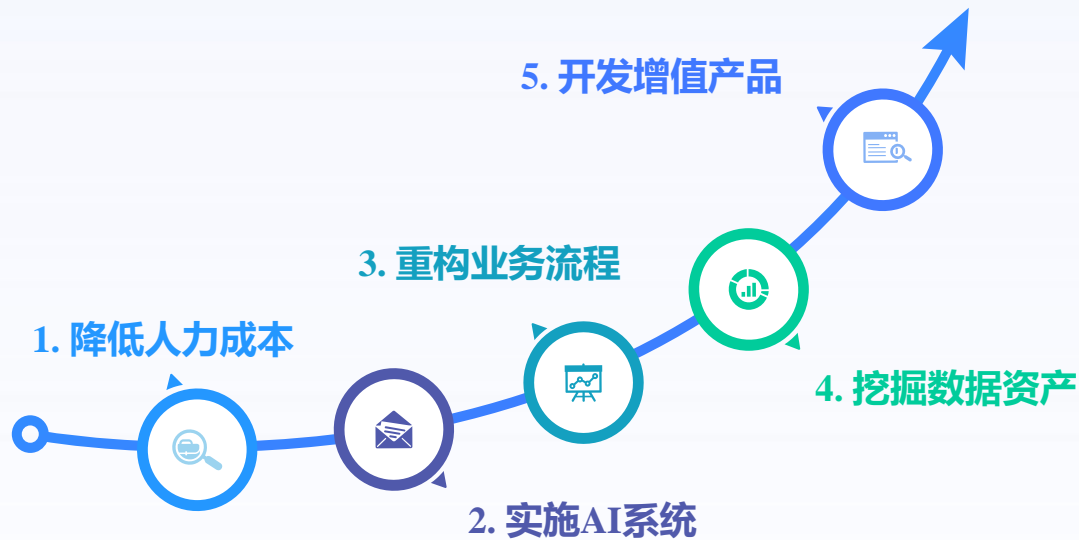 1. 降低人力成本
2. 实施AI系统
3. 重构业务流程
4. 挖掘数据资产
5. 开发增值产品